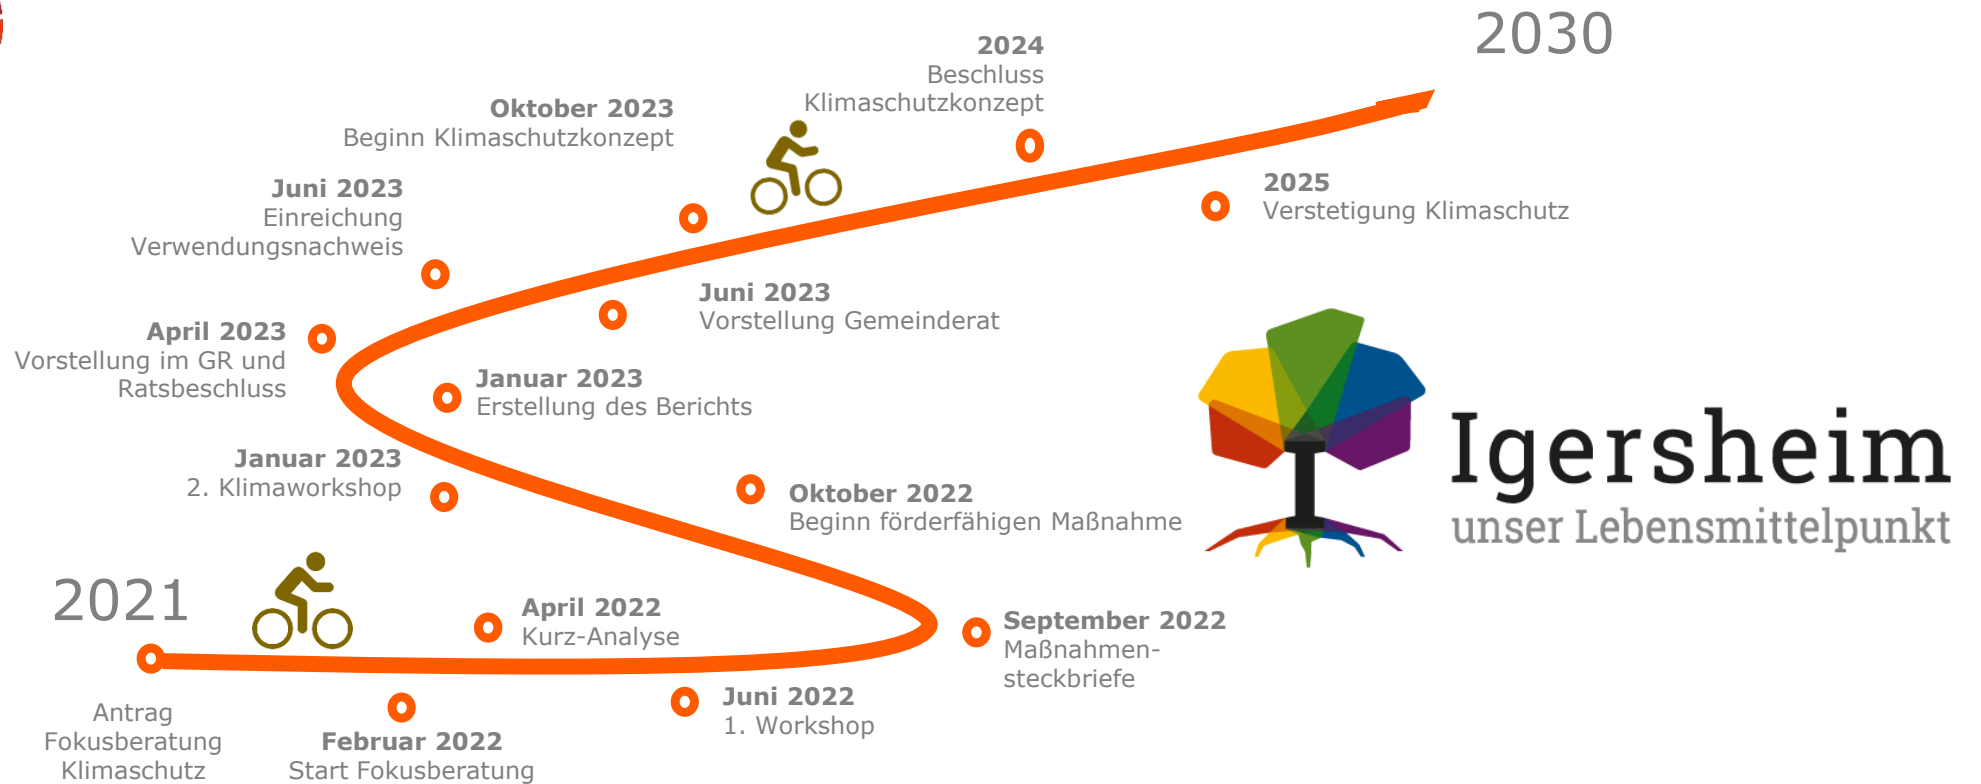 2030
2024
Beschluss
Klimaschutzkonzept
Oktober 2023
Beginn Klimaschutzkonzept
2025
Verstetigung Klimaschutz
Juni 2023
Einreichung
Verwendungsnachweis
Juni 2023
Vorstellung Gemeinderat
April 2023
Vorstellung im GR und
Ratsbeschluss
Januar 2023
Erstellung des Berichts
Januar 2023
2. Klimaworkshop
Oktober 2022
Beginn förderfähigen Maßnahme
Igersheim
unser Lebensmittelpunkt
2021
April 2022
Kurz-Analyse
September 2022
Maßnahmen-
steckbriefe
Juni 2022
1. Workshop
Antrag
Fokusberatung
Klimaschutz
Februar 2022
Start Fokusberatung